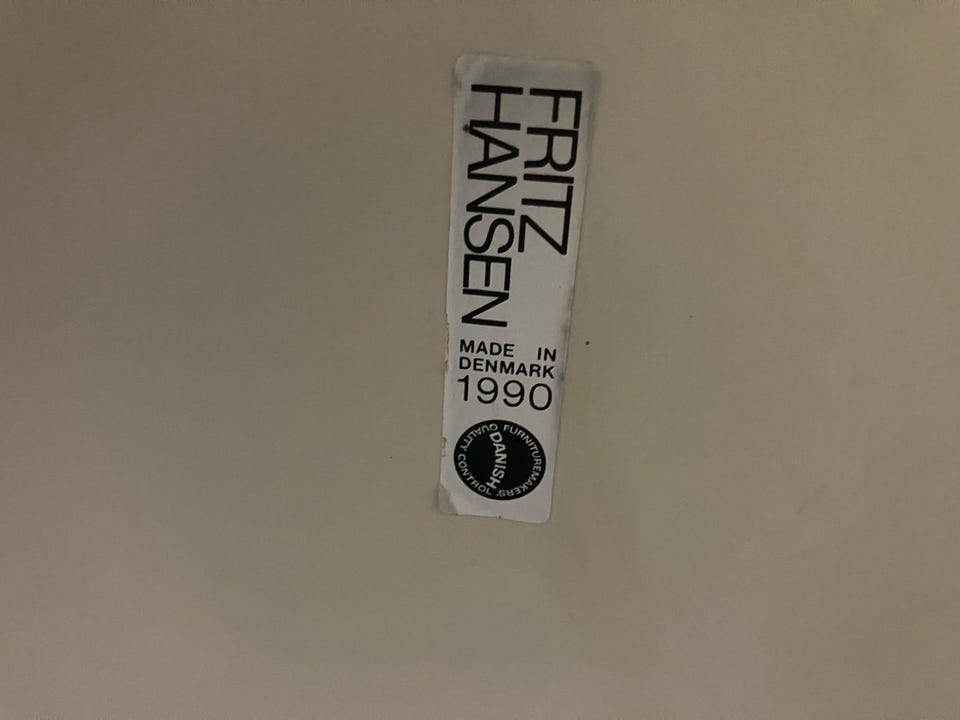 FRITZ
HANSEN
MADE IN
DENMARK
1990
DANISH
FURNITUREMAKERS'
QUALITY CONTROL